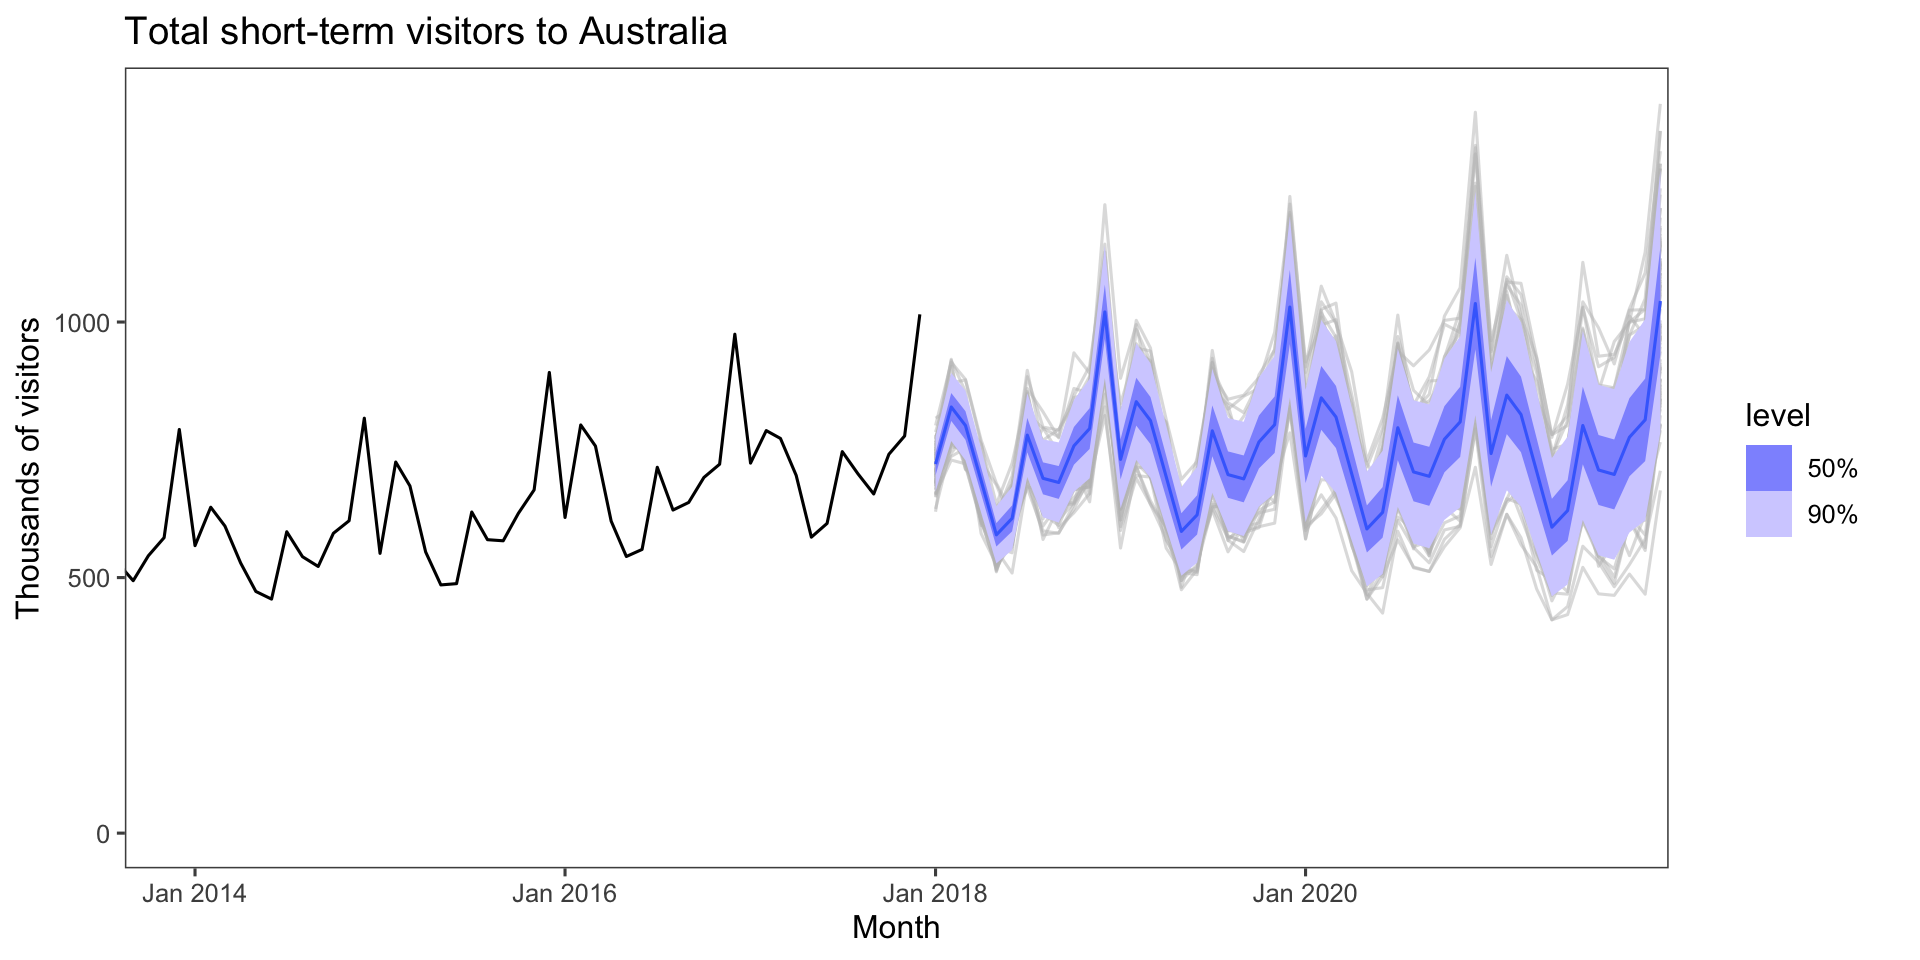 Total short-term visitors to Australia
Thousands of visitors
1000
500
0
Jan 2014
Jan 2016
Jan 2018
Jan 2020
Month
level
50%
90%